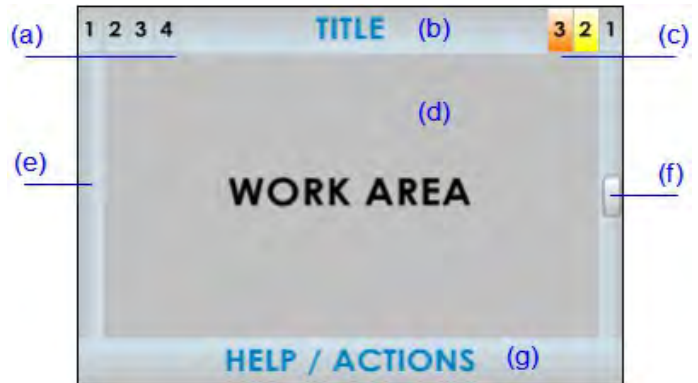 1 2 3 4 TITLE (b) 3 2 1
(a) (c)
(d)
(e) WORK AREA (f)
HELP / ACTIONS (g)